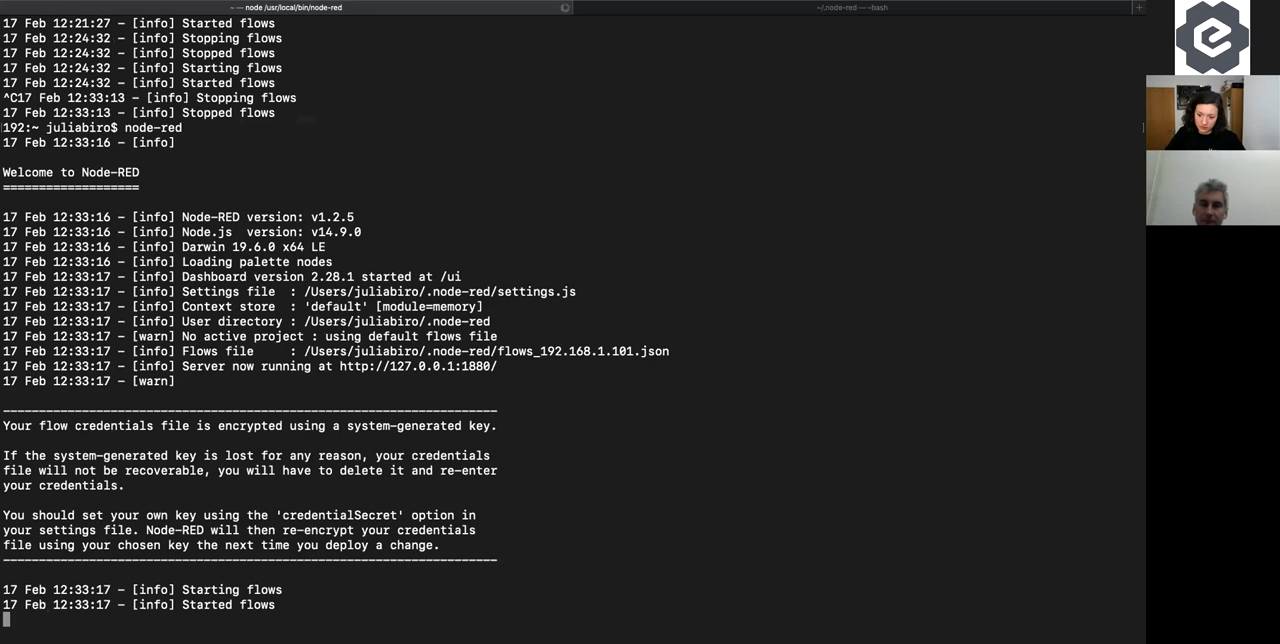 ~ — node /usr/local/bin/node-red
~/.node-red — -bash
17 Feb 12:21:27 - [info] Started flows
17 Feb 12:24:32 - [info] Stopping flows
17 Feb 12:24:32 - [info] Stopped flows
17 Feb 12:24:32 - [info] Starting flows
17 Feb 12:24:32 - [info] Started flows
^C17 Feb 12:33:13 - [info] Stopping flows
17 Feb 12:33:13 - [info] Stopped flows
192:~ juliabiro$ node-red
17 Feb 12:33:16 - [info]
Welcome to Node-RED
===================
17 Feb 12:33:16 - [info] Node-RED version: v1.2.5
17 Feb 12:33:16 - [info] Node.js  version: v14.9.0
17 Feb 12:33:16 - [info] Darwin 19.6.0 x64 LE
17 Feb 12:33:16 - [info] Loading palette nodes
17 Feb 12:33:17 - [info] Dashboard version 2.28.1 started at /ui
17 Feb 12:33:17 - [info] Settings file  : /Users/juliabiro/.node-red/settings.js
17 Feb 12:33:17 - [info] Context store  : 'default' [module=memory]
17 Feb 12:33:17 - [info] User directory : /Users/juliabiro/.node-red
17 Feb 12:33:17 - [warn] No active project : using default flows file
17 Feb 12:33:17 - [info] Flows file     : /Users/juliabiro/.node-red/flows_192.168.1.101.json
17 Feb 12:33:17 - [info] Server now running at http://127.0.0.1:1880/
17 Feb 12:33:17 - [warn]
---------------------------------------------------------------------
Your flow credentials file is encrypted using a system-generated key.
If the system-generated key is lost for any reason, your credentials
file will not be recoverable, you will have to delete it and re-enter
your credentials.
You should set your own key using the 'credentialSecret' option in
your settings file. Node-RED will then re-encrypt your credentials
file using your chosen key the next time you deploy a change.
---------------------------------------------------------------------
17 Feb 12:33:17 - [info] Starting flows
17 Feb 12:33:17 - [info] Started flows